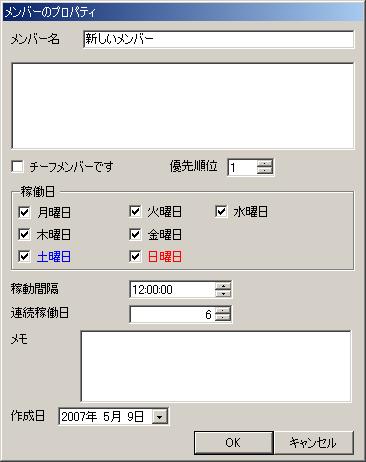 メンバーのプロパティ
メンバー名 新しいメンバー
チーフメンバーです 優先順位 1
稼働日
月曜日 火曜日 水曜日
木曜日 金曜日
土曜日 日曜日
稼動間隔 12:00:00
連続稼働日 6
メモ
作成日 2007年 5月 9日
OK キャンセル